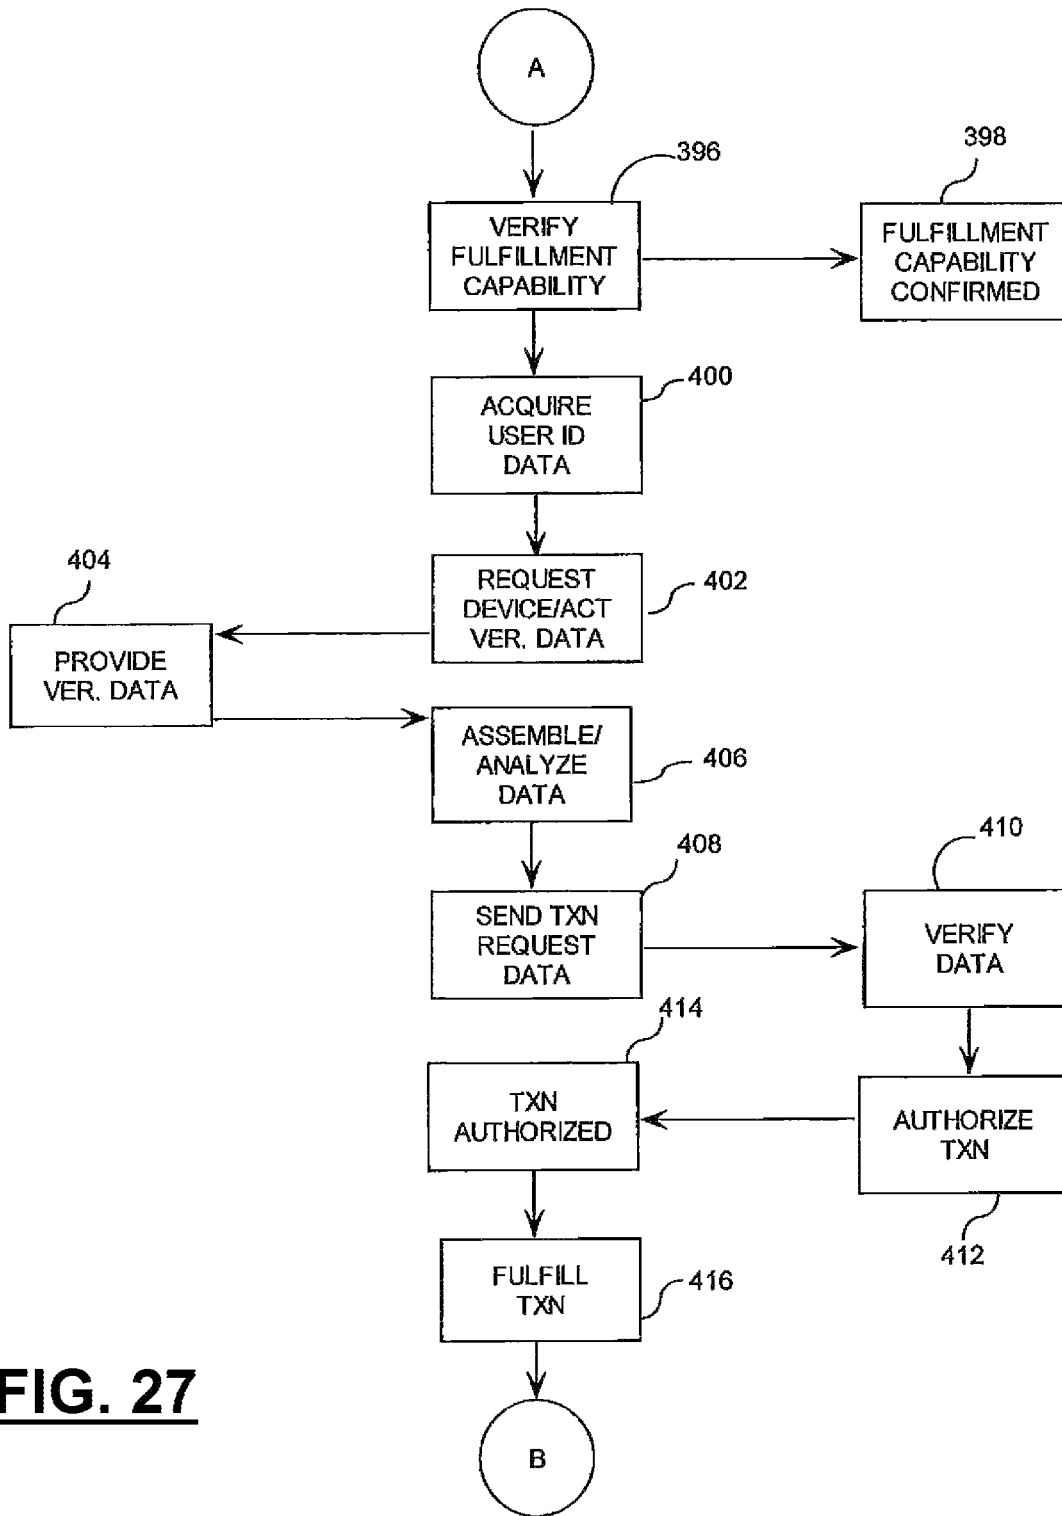 A
396
398
VERIFY
FULFILLMENT
CAPABILITY
FULFILLMENT
CAPABILITY
CONFIRMED
400
ACQUIRE
USER ID
DATA
404
REQUEST
DEVICE/ACT
VER. DATA
402
PROVIDE
VER. DATA
ASSEMBLE/
ANALYZE
DATA
406
408
410
SEND TXN
REQUEST
DATA
VERIFY
DATA
414
TXN
AUTHORIZED
AUTHORIZE
TXN
412
FULFILL
TXN
416
FIG. 27
B